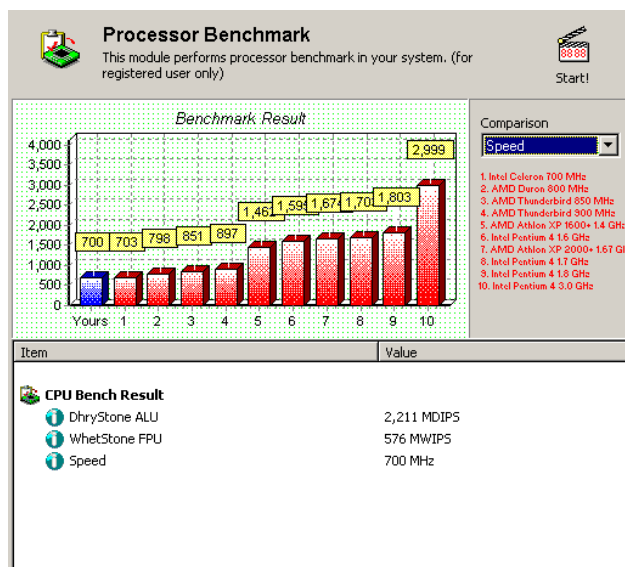 Processor Benchmark
This module performs processor benchmark in your system. (for
registered user only)
8888
Start!
Benchmark Result
4,000
3,500
3,000
2,500
2,000
1,500
1,000
500
0
700
703
798
851
897
1,803
2,999
Yours 1 2 3 4 5 6 7 8 9 10
Comparison
Speed
1. Intel Celeron 700 MHz
2. AMD Duron 800 MHz
3. AMD Thunderbird 850 MHz
4. AMD Thunderbird 900 MHz
5. AMD Athlon XP 1600+ 1.4 GHz
6. Intel Pentium 4 1.6 GHz
7. AMD Athlon XP 2000+ 1.67 G
8. Intel Pentium 4 1.7 GHz
9. Intel Pentium 4 1.8 GHz
10. Intel Pentium 4 3.0 GHz
Item Value
CPU Bench Result
DhryStone ALU 2,211 MDIPS
WhetStone FPU 576 MWIPS
Speed 700 MHz